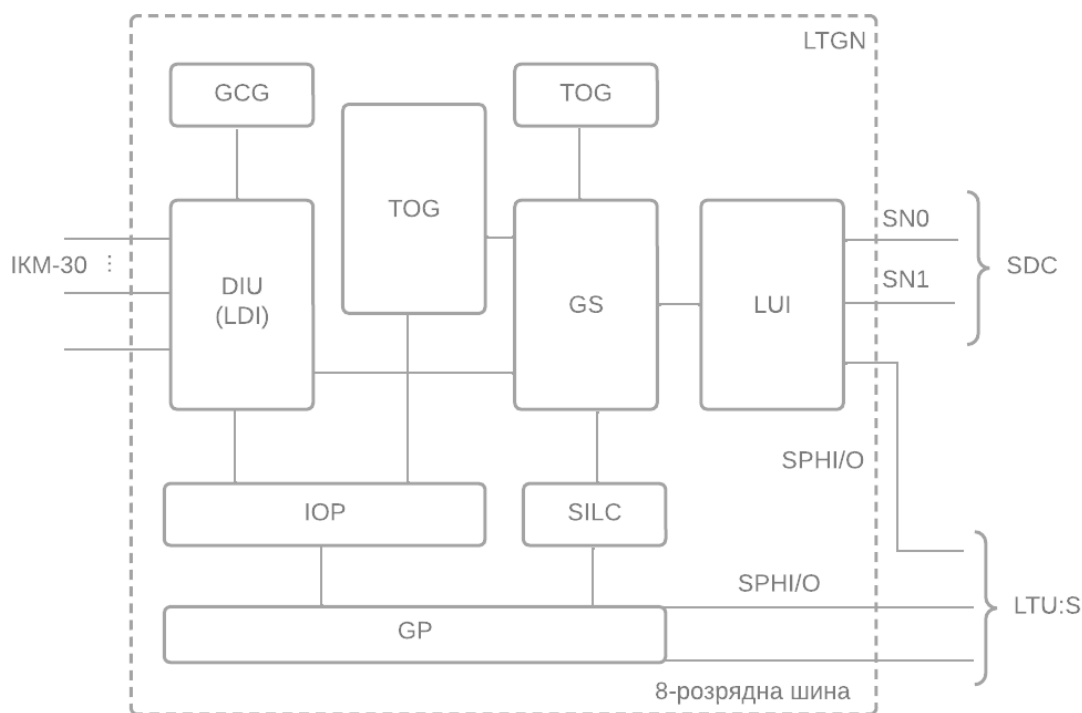 LTGN
GCG
TOG
TOG
SN0
ІКМ-30 ⋮
DIU
(LDI)
GS
LUI
SN1
SDC
SPHI/O
IOP
SILC
SPHI/O
LTU:S
GP
8-розрядна шина